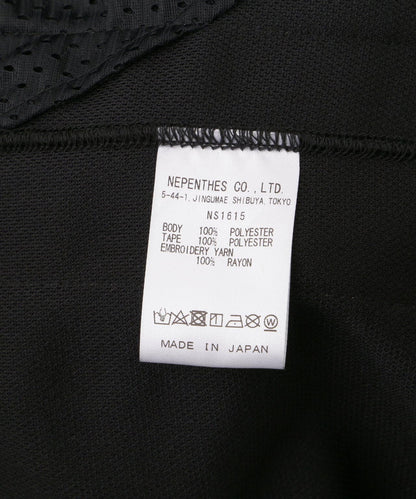 NEPENTHES CO., LTD.
5-44-1, JINGUMAE SHIBUYA, TOKYO
NS1615
BODY 100% POLYESTER
TAPE 100% POLYESTER
EMBROIDERY YARN
100% RAYON
W
MADE IN JAPAN